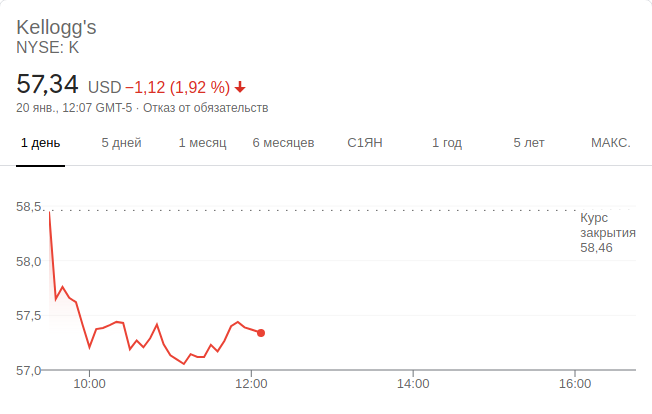 Kellogg's
NYSE: K
57,34 USD −1,12 (1,92 %)
20 янв., 12:07 GMT-5 · Отказ от обязательств
1 день 5 дней 1 месяц 6 месяцев С1ЯН 1 год 5 лет МАКС.
58,5
Курс
закрытия
58,46
58,0
57,5
57,0
10:00 12:00 14:00 16:00